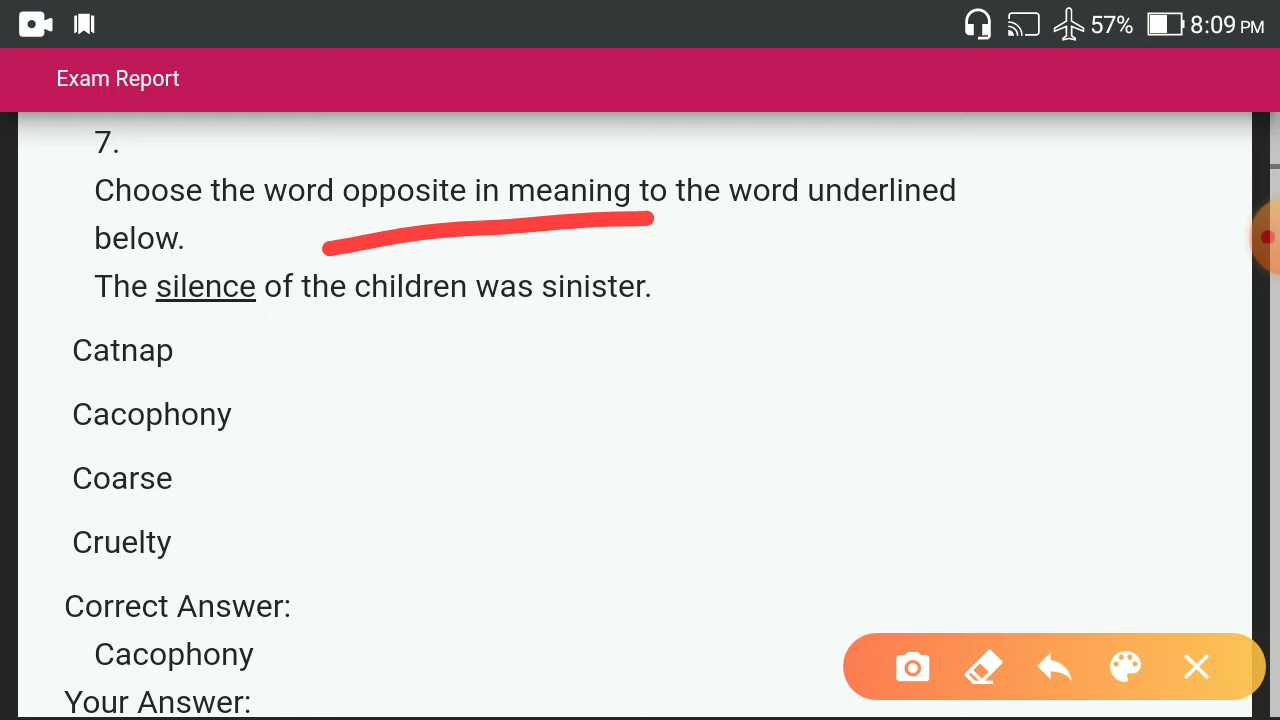 57% 8:09 PM
Exam Report
7.
Choose the word opposite in meaning to the word underlined
below.
The silence of the children was sinister.
Catnap
Cacophony
Coarse
Cruelty
Correct Answer:
Cacophony
Your Answer: